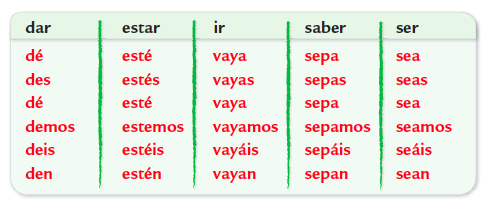 dar estar ir saber ser
dé esté vaya sepa sea
des estés vayas sepas seas
dé esté vaya sepa sea
demos estemos vayamos sepamos seamos
deis estéis vayáis sepáis seáis
den estén vayan sepan sean